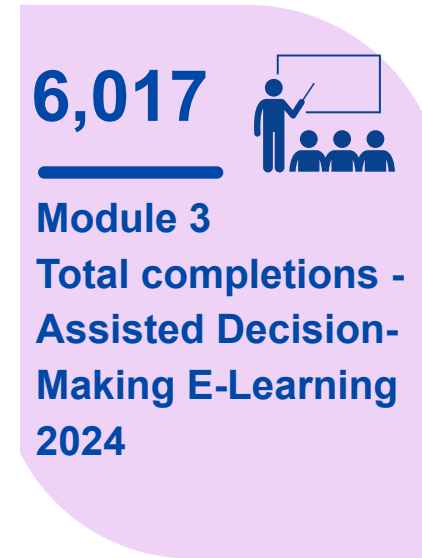 6,017
Module 3
Total completions -
Assisted Decision-
Making E-Learning
2024